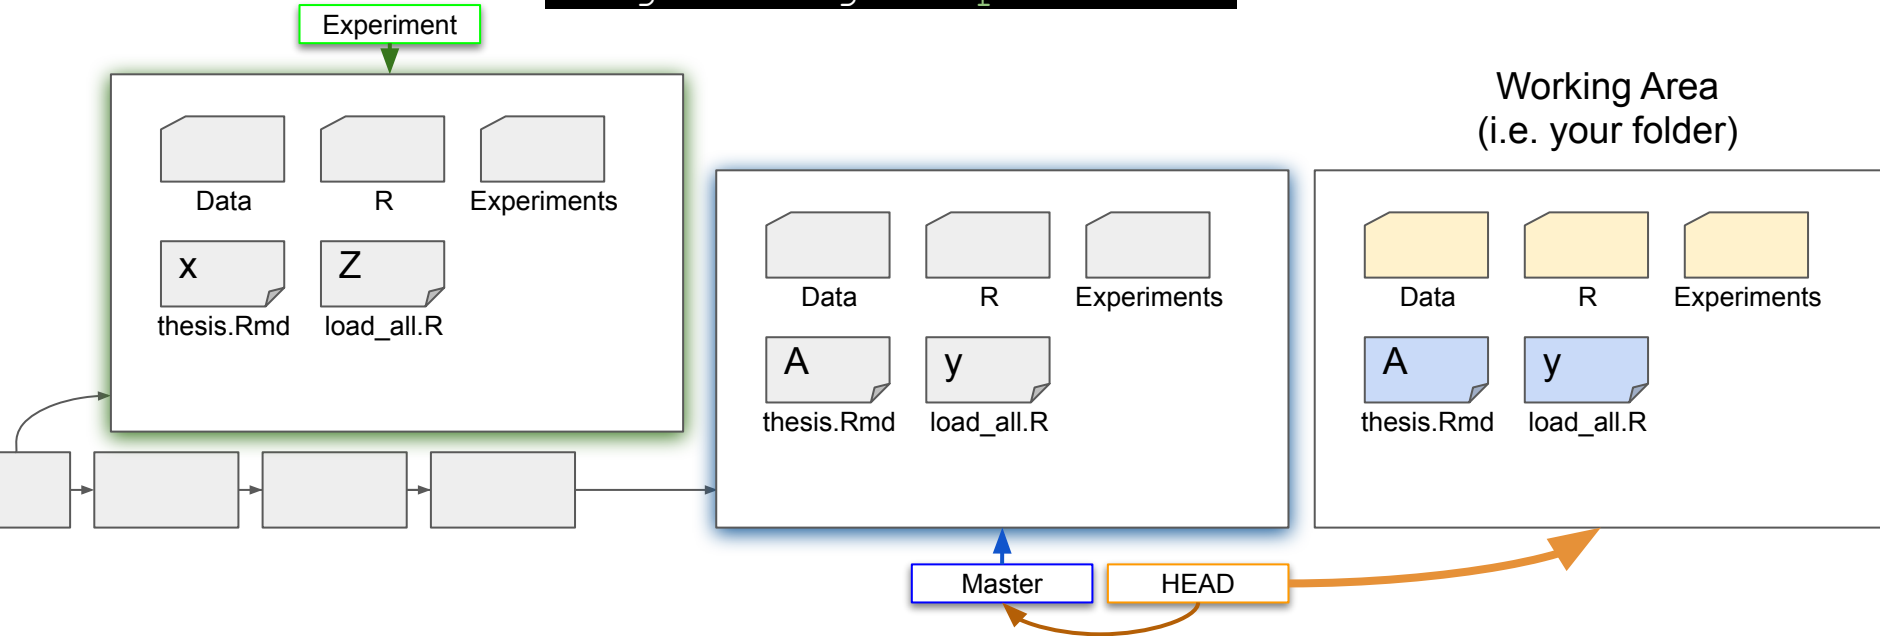 Experiment
Data
R
Experiments
x
Z
thesis.Rmd
load_all.R
Working Area
(i.e. your folder)
Data
R
Experiments
A
y
thesis.Rmd
load_all.R
Data
R
Experiments
A
y
thesis.Rmd
load_all.R
Master
HEAD